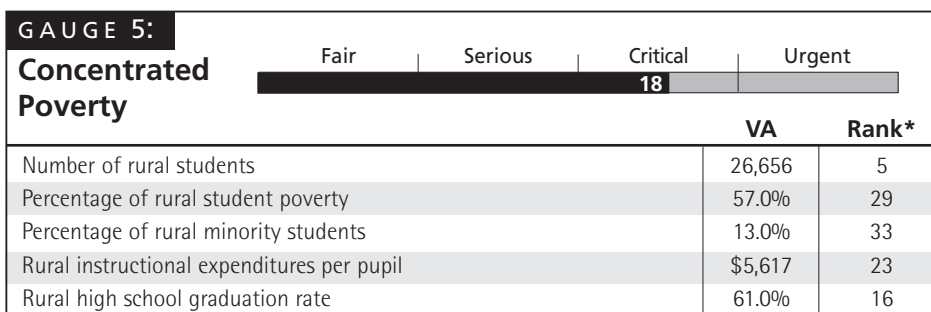 GAUGE 5:
Concentrated
Poverty
Fair Serious Critical Urgent
18
VA Rank*
Number of rural students 26,656 5
Percentage of rural student poverty 57.0% 29
Percentage of rural minority students 13.0% 33
Rural instructional expenditures per pupil $5,617 23
Rural high school graduation rate 61.0% 16